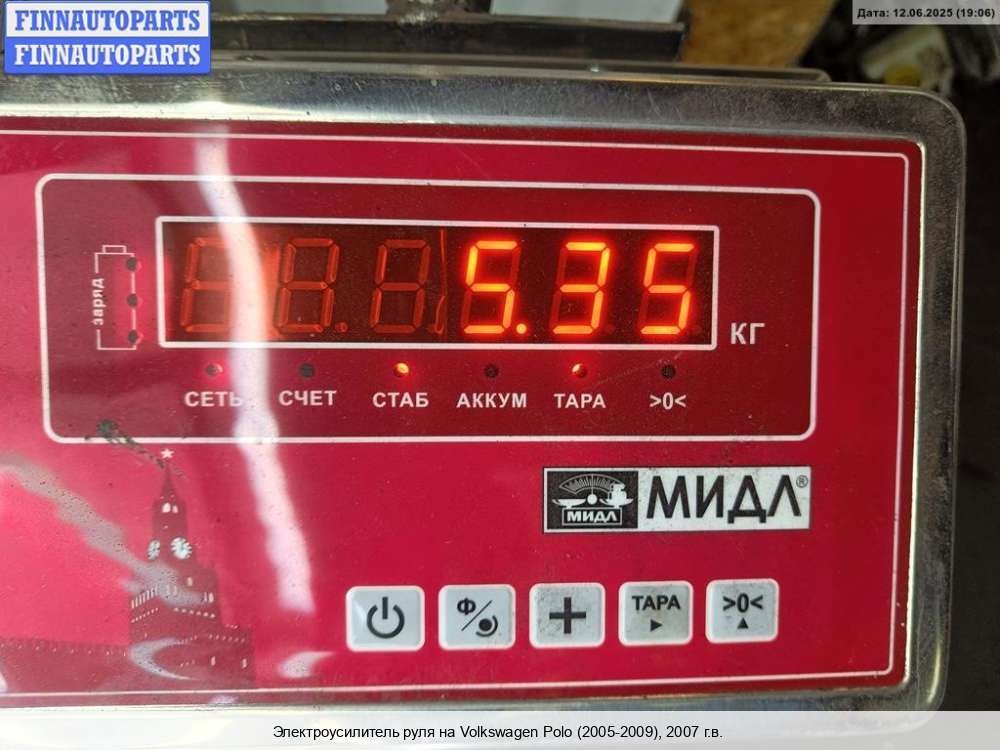 FINNAUTOPARTS
FINNAUTOPARTS
Дата: 12.06.2025 (19:06)
заряд
5.35
КГ
СЕТЬ СЧЕТ СТАБ АККУМ ТАРА >0<
МИДЛ МИДЛ®
Ф ТАРА >0<
Электроусилитель руля на Volkswagen Polo (2005-2009), 2007 г.в.